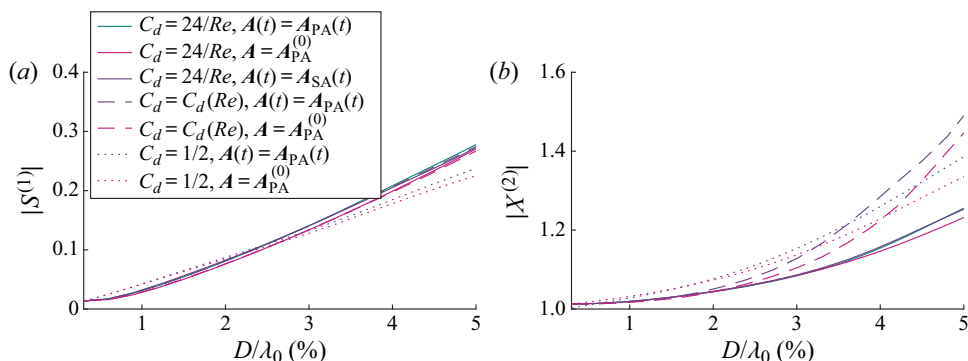 C_d = 24/Re, A(t) = A_PA(t)
C_d = 24/Re, A = A_PA^(0)
C_d = 24/Re, A(t) = A_SA(t)
C_d = C_d(Re), A(t) = A_PA(t)
C_d = C_d(Re), A = A_PA^(0)
C_d = 1/2, A(t) = A_PA(t)
C_d = 1/2, A = A_PA^(0)
(a)
0.4
0.3
0.2
0.1
0
|S^(1)|
1 2 3 4 5
D/λ_0 (%)
(b)
1.6
1.4
1.2
1.0
|X^(2)|
1 2 3 4 5
D/λ_0 (%)